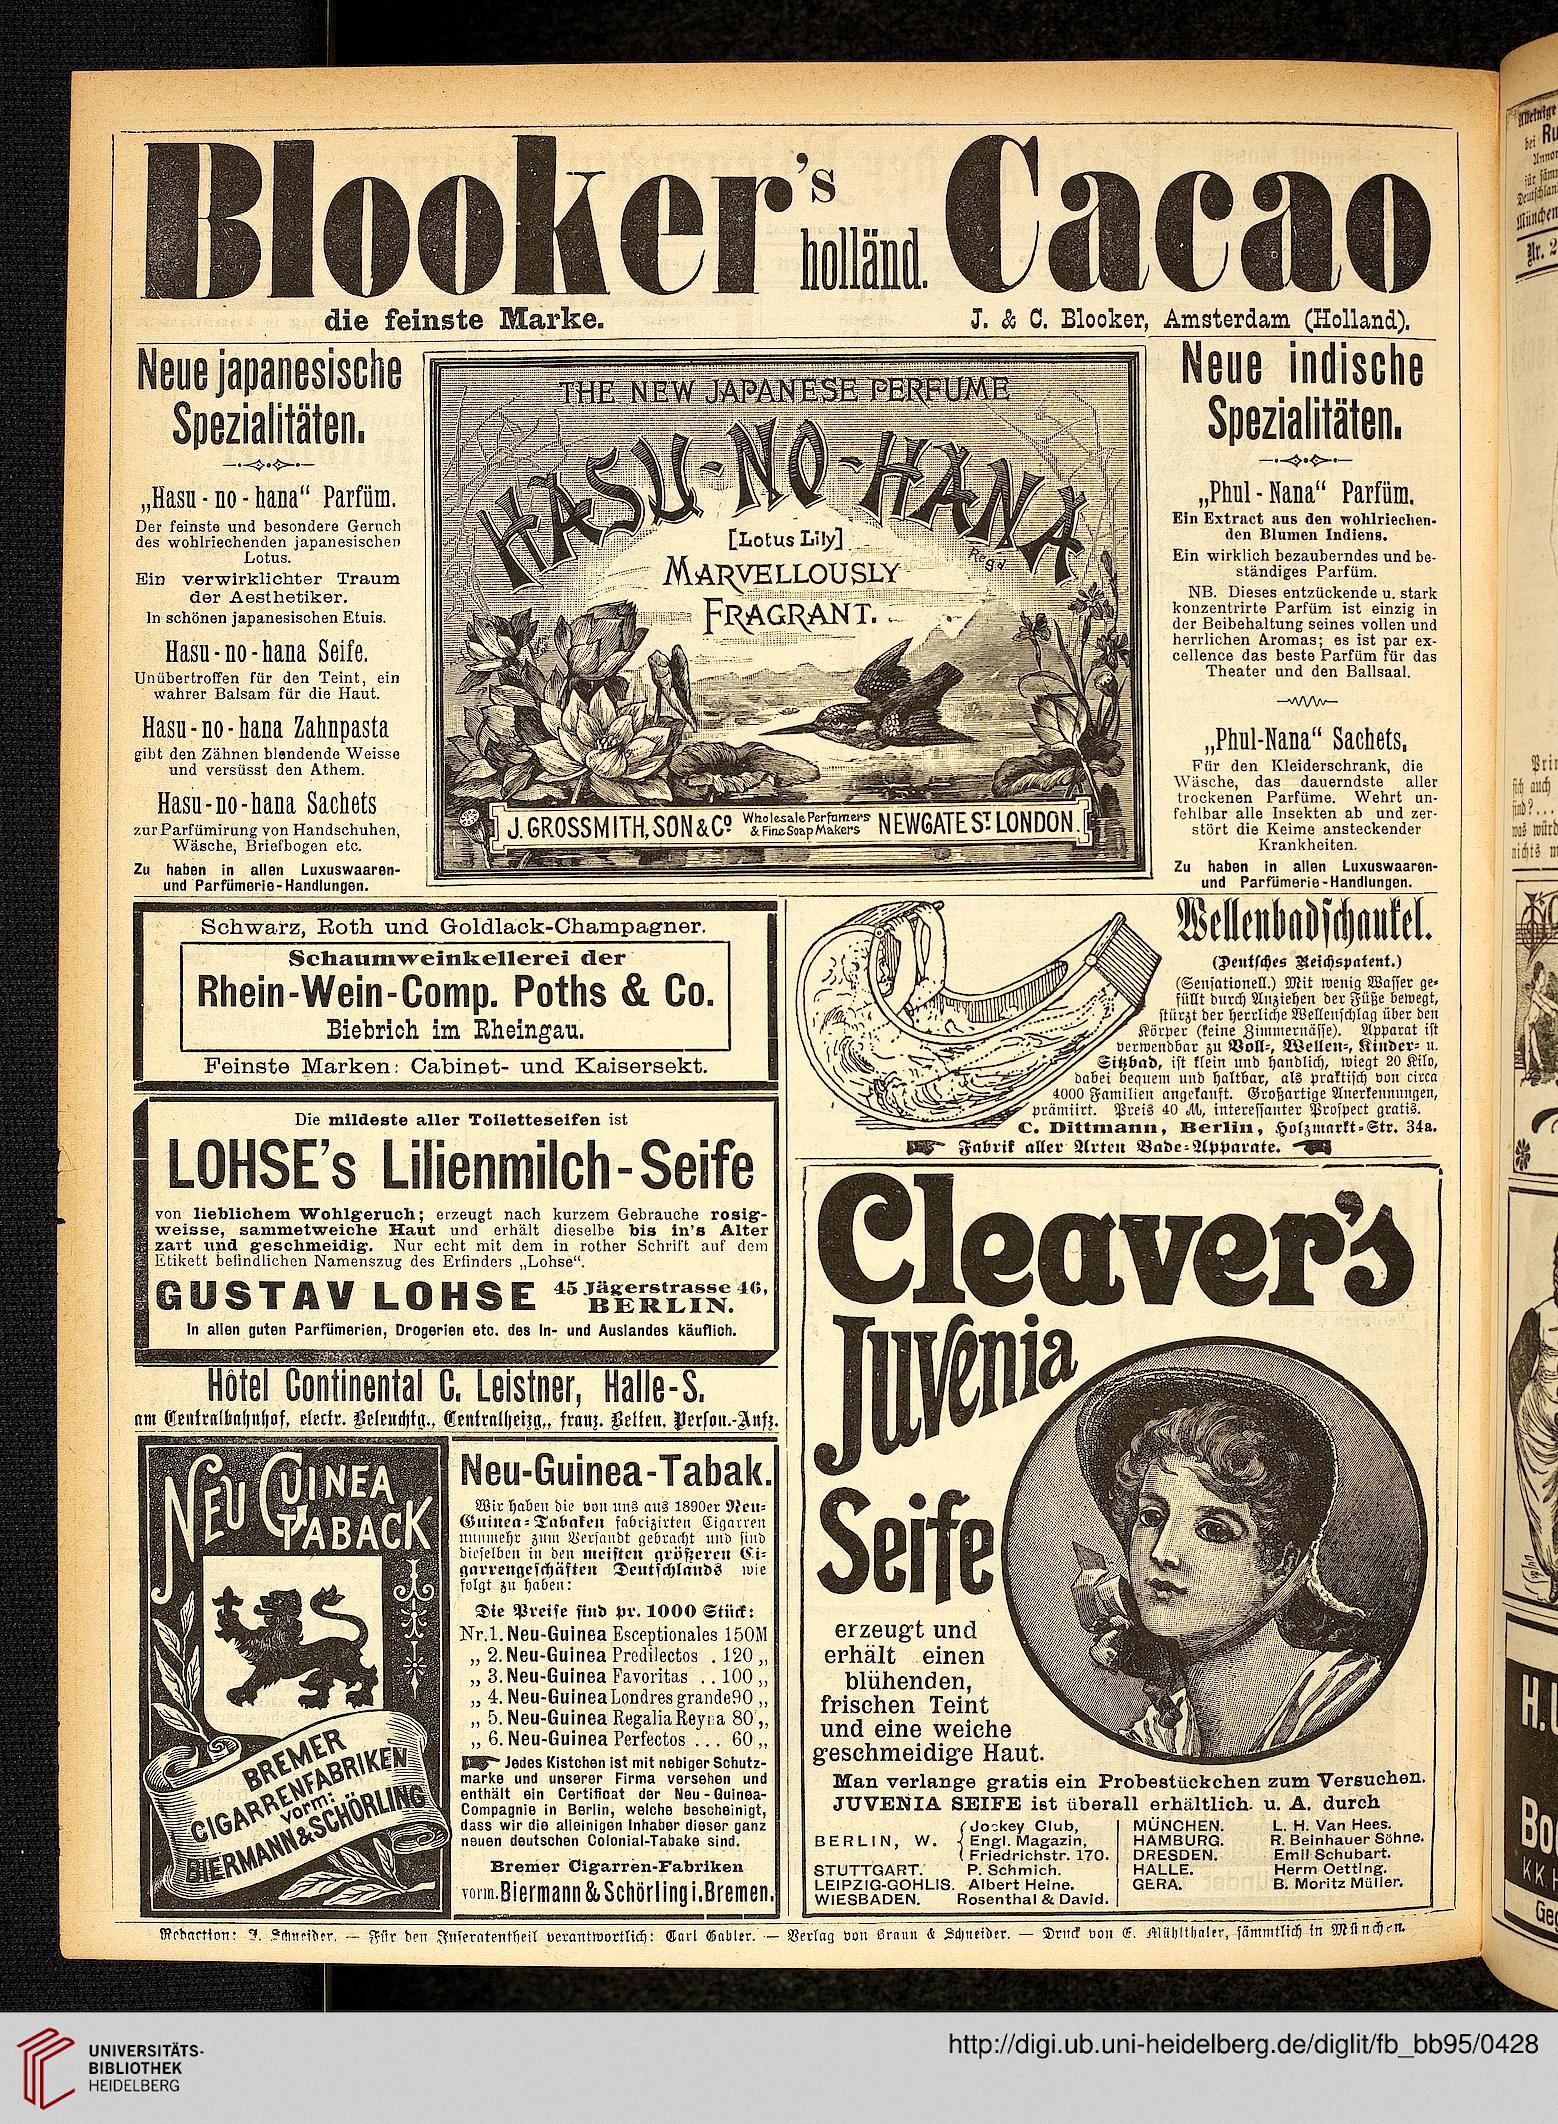 Blooker's holländ. Cacao
die feinste Marke.
J. & C. Blooker, Amsterdam (Holland).
Neue japanesische
Spezialitäten.
„Hasu-no-hana“ Parfüm.
Der feinste und besondere Geruch
des wohlriechenden japanesischen
Lotus.
Ein verwirklichter Traum
der Aesthetiker.
In schönen japanesischen Etuis.
Hasu-no-hana Seife.
Unübertroffen für den Teint, ein
wahrer Balsam für die Haut.
Hasu-no-hana Zahnpasta
gibt den Zähnen blendende Weisse
und versüsst den Athem.
Hasu-no-hana Sachets
zur Parfümirung von Handschuhen,
Wäsche, Briefbogen etc.
Zu haben in allen Luxuswaaren-
und Parfümerie-Handlungen.
THE NEW JAPANESE PERFUME
HASU-NO-HANA
Regd.
[Lotus Lily]
MARVELLOUSLY
FRAGRANT.
J. GROSSMITH, SON & Co. Wholesale Perfumers & Fine Soap Makers NEWGATE ST. LONDON.
Neue indische
Spezialitäten.
„Phul-Nana“ Parfüm.
Ein Extract aus den wohlriechen-
den Blumen Indiens.
Ein wirklich bezauberndes und be-
ständiges Parfüm.
NB. Dieses entzückende u. stark
konzentrirte Parfüm ist einzig in
der Beibehaltung seines vollen und
herrlichen Aromas; es ist par ex-
cellence das beste Parfüm für das
Theater und den Ballsaal.
„Phul-Nana“ Sachets,
Für den Kleiderschrank, die
Wäsche, das dauerndste aller
trockenen Parfüme. Wehrt un-
fehlbar alle Insekten ab und zer-
stört die Keime ansteckender
Krankheiten.
Zu haben in allen Luxuswaaren-
und Parfümerie-Handlungen.
Schwarz, Roth und Goldlack-Champagner.
Schaumweinkellerei der
Rhein-Wein-Comp. Poths & Co.
Biebrich im Rheingau.
Feinste Marken: Cabinet- und Kaisersekt.
Wellenbadschaukel.
(Deutsches Reichspatent.)
(Sensationell.) Mit wenig Wasser ge-
füllt durch Anziehen der Füße bewegt,
stürzt der herrliche Wellenschlag über den
Körper (keine Zimmernässe). Apparat ist
verwendbar zu Voll-, Wellen-, Kinder- u.
Sitzbad, ist klein und handlich, wiegt 20 Kilo,
dabei bequem und haltbar, als praktisch von circa
4000 Familien angekauft. Großartige Anerkennungen,
prämiirt. Preis 40 M, interessanter Prospect gratis.
C. Dittmann, Berlin, Holzmarkt-Str. 34a.
Fabrik aller Arten Bade-Apparate.
Die mildeste aller Toiletteseifen ist
LOHSE's Lilienmilch-Seife
von lieblichem Wohlgeruch; erzeugt nach kurzem Gebrauche rosig-
weisse, sammetweiche Haut und erhält dieselbe bis in's Alter
zart und geschmeidig. Nur echt mit dem in rother Schrift auf dem
Etikett befindlichen Namenszug des Erfinders „Lohse“.
GUSTAV LOHSE 45 Jägerstrasse 46,
BERLIN.
In allen guten Parfümerien, Drogerien etc. des In- und Auslandes käuflich.
Hôtel Continental C. Leistner, Halle-S.
am Centralbahnhof, electr. Beleuchtg., Centralheizg., franz. Betten, Person.-Aufz.
NEU GUINEA
TABACK
BREMER
CIGARRENFABRIKEN
vorm:
BIERMANN & SCHÖRLING
Neu-Guinea-Tabak.
Wir haben die von uns aus 1890er Neu-
Guinea-Tabaken fabrizirten Cigarren
nunmehr zum Versandt gebracht und sind
dieselben in den meisten größeren Ci-
garrengeschäften Deutschlands wie
folgt zu haben:
Die Preise sind pr. 1000 Stück:
Nr. 1. Neu-Guinea Esceptionales 150 M
„ 2. Neu-Guinea Predilectos . 120 „
„ 3. Neu-Guinea Favoritas . . 100 „
„ 4. Neu-Guinea Londres grande 90 „
„ 5. Neu-Guinea Regalia Reyna 80 „
„ 6. Neu-Guinea Perfectos . . . 60 „
Jedes Kistchen ist mit nebiger Schutz-
marke und unserer Firma versehen und
enthält ein Certificat der Neu-Guinea-
Compagnie in Berlin, welche bescheinigt,
dass wir die alleinigen Inhaber dieser ganz
neuen deutschen Colonial-Tabake sind.
Bremer Cigarren-Fabriken
vorm. Biermann & Schörling i. Bremen.
Cleaver's
Juvenia
Seife
erzeugt und
erhält einen
blühenden,
frischen Teint
und eine weiche
geschmeidige Haut.
Man verlange gratis ein Probestückchen zum Versuchen.
JUVENIA SEIFE ist überall erhältlich. u. A. durch
BERLIN, W. Jockey Club,
Engl. Magazin,
Friedrichstr. 170.
STUTTGART. P. Schmich.
LEIPZIG-GOHLIS. Albert Heine.
WIESBADEN. Rosenthal & David.
MÜNCHEN. L. H. Van Hees.
HAMBURG. R. Beinhauer Söhne.
DRESDEN. Emil Schubart.
HALLE. Herm Oetting.
GERA. B. Moritz Müller.
Redaction: J. Schneider. — Für den Inseratentheil verantwortlich: Carl Gabler. — Verlag von Braun & Schneider. — Druck von E. Mühlthaler, sämmtlich in München.
UNIVERSITÄTS-
BIBLIOTHEK
HEIDELBERG
http://digi.ub.uni-heidelberg.de/diglit/fb_bb95/0428